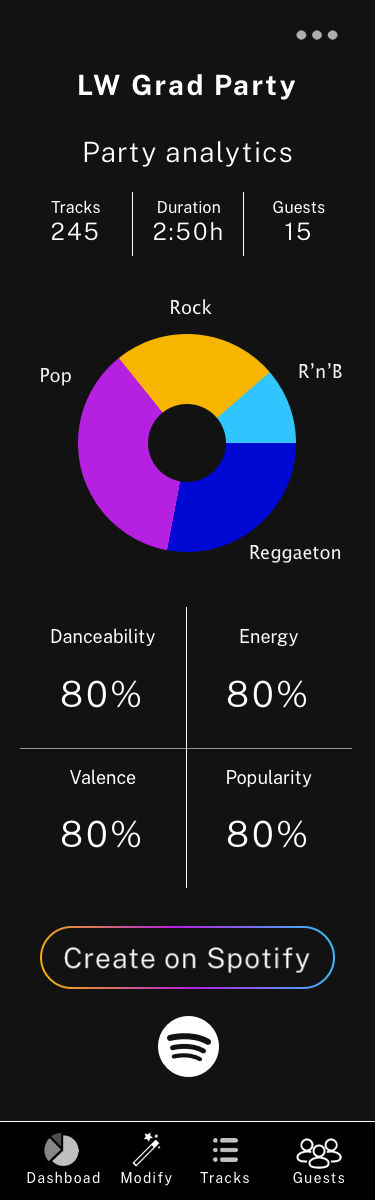 LW Grad Party
Party analytics
Tracks Duration Guests
245 2:50h 15
Rock
Pop
R'n'B
Reggaeton
Danceability Energy
80% 80%
Valence Popularity
80% 80%
Create on Spotify
Dashboad Modify Tracks Guests